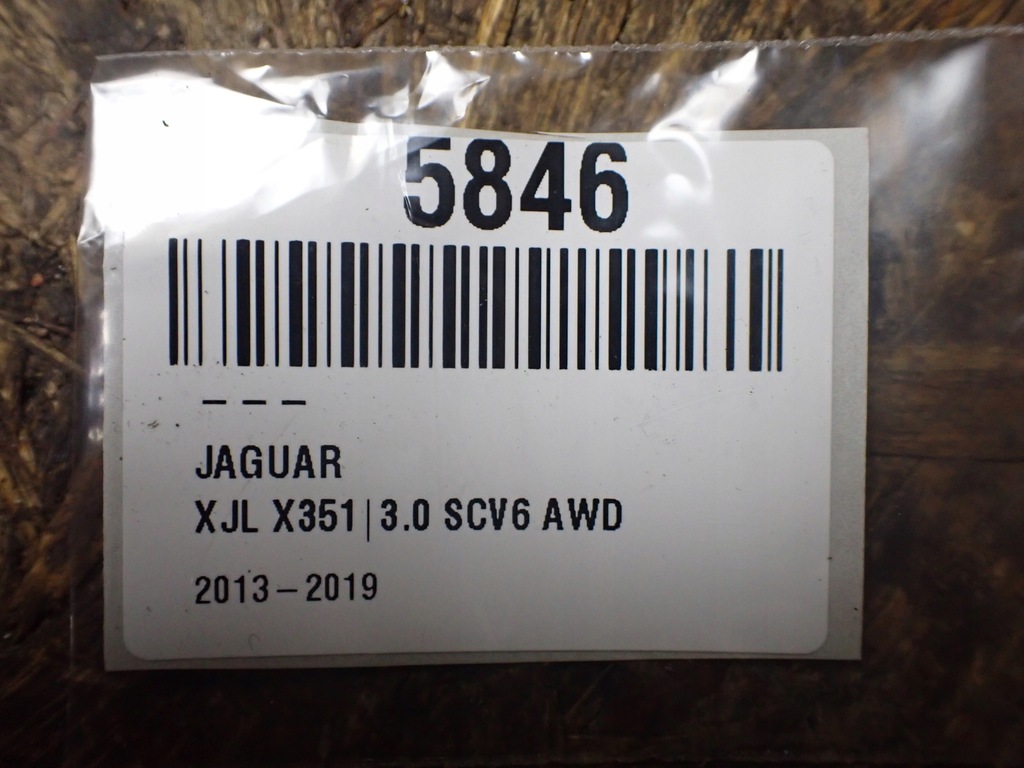 5846
– – –
JAGUAR
XJL X351|3.0 SCV6 AWD
2013–2019